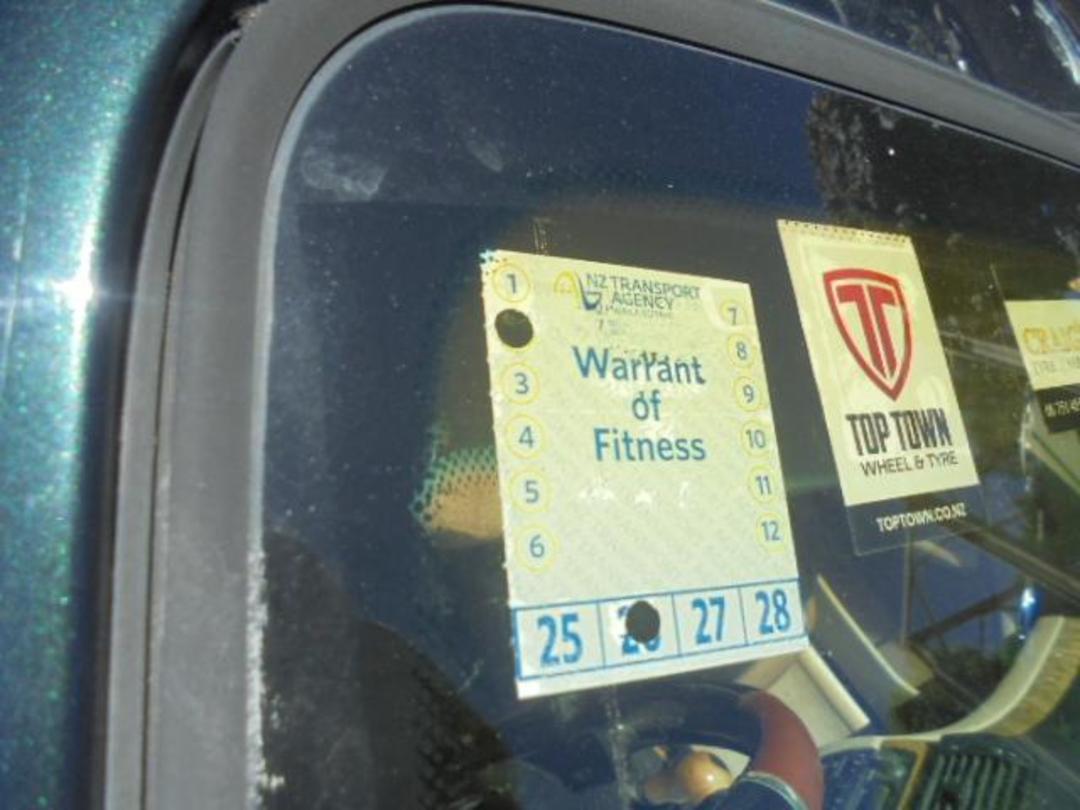 NZ TRANSPORT
AGENCY
1
7
8
3
9
4
10
5
11
6
12
Warrant
of
Fitness
25 26 27 28
TOP TOWN
WHEEL & TYRE
TOPTOWN.CO.NZ